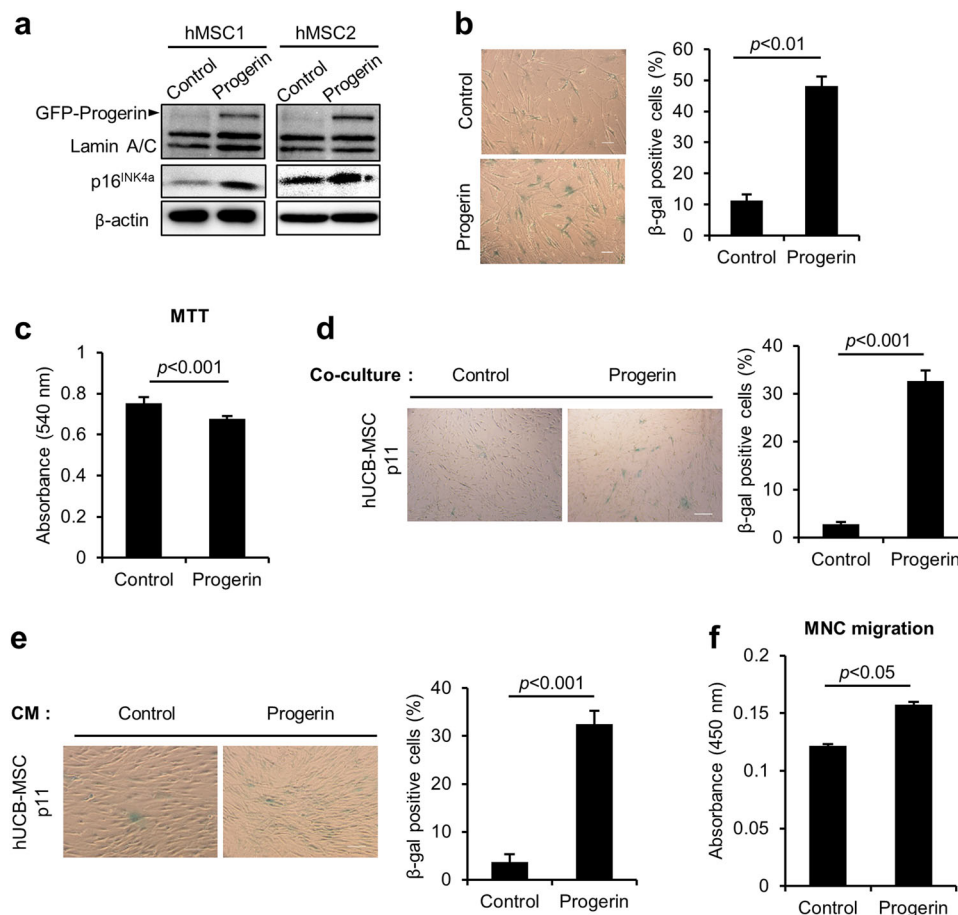 a
hMSC1 hMSC2
Control Progerin Control Progerin
GFP-Progerin
Lamin A/C
p16INK4a
β-actin
b
Control
Progerin
β-gal positive cells (%)
60
50
40
30
20
10
0
p<0.01
Control Progerin
c
MTT
Absorbance (540 nm)
1
0.8
0.6
0.4
0.2
0
p<0.001
Control Progerin
d
Co-culture : Control Progerin
hUCB-MSC
p11
β-gal positive cells (%)
40
30
20
10
0
p<0.001
Control Progerin
e
CM : Control Progerin
hUCB-MSC
p11
β-gal positive cells (%)
40
30
20
10
0
p<0.001
Control Progerin
f
MNC migration
Absorbance (450 nm)
0.2
0.15
0.1
0.05
0
p<0.05
Control Progerin